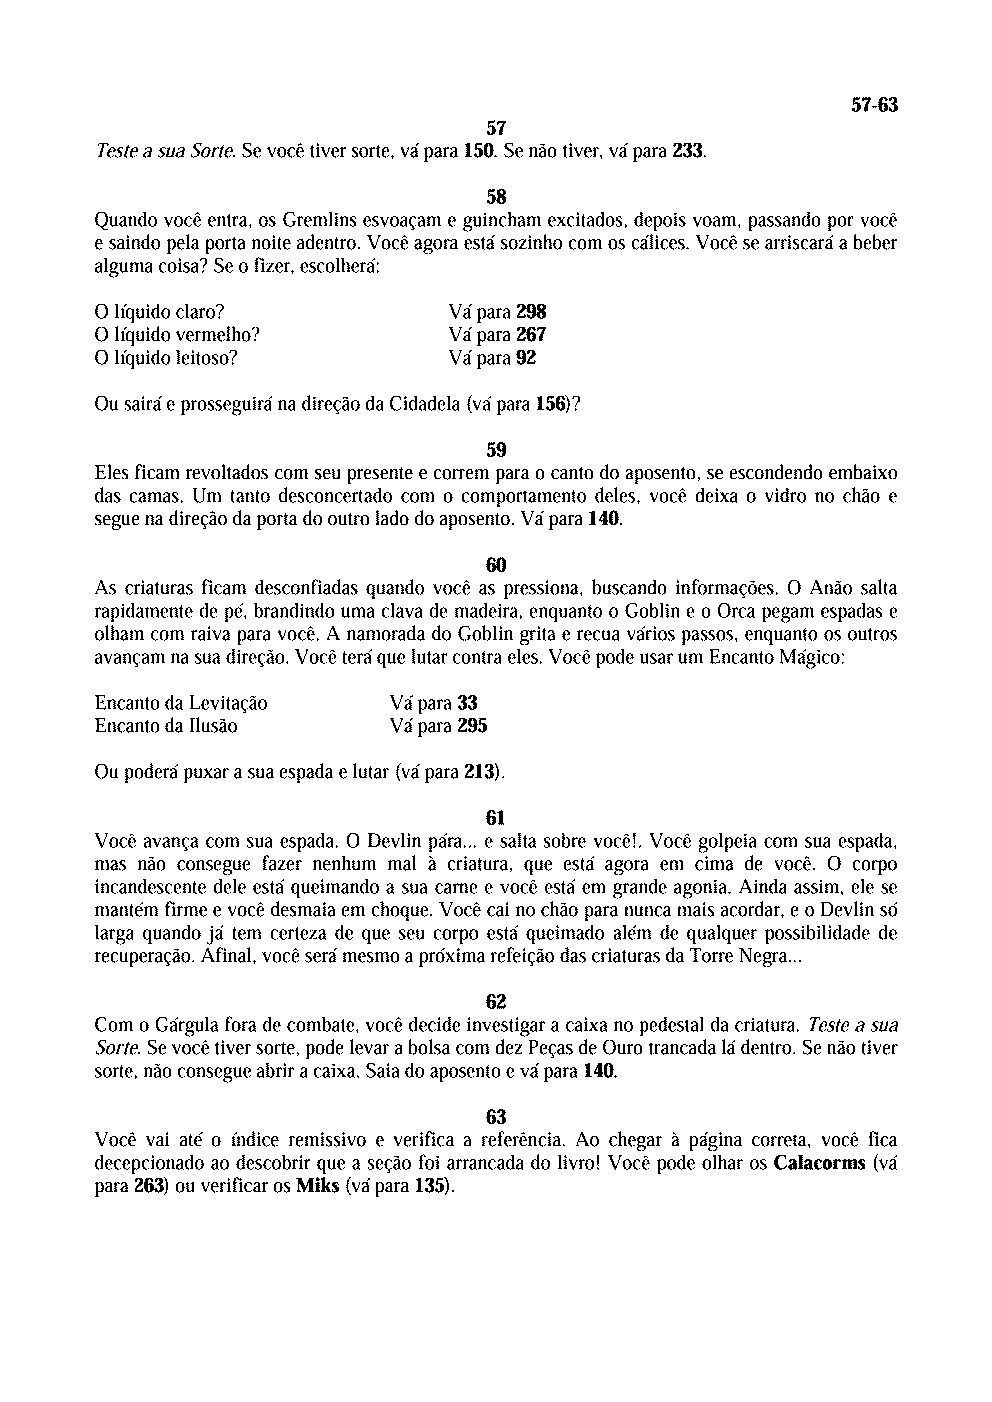 57-63
57
Teste a sua Sorte. Se você tiver sorte, vá para 150. Se não tiver, vá para 233.
58
Quando você entra, os Gremlins esvoaçam e guincham excitados, depois voam, passando por você
e saindo pela porta noite adentro. Você agora está sozinho com os cálices. Você se arriscará a beber
alguma coisa? Se o fizer, escolherá:
O líquido claro? Vá para 298
O líquido vermelho? Vá para 267
O líquido leitoso? Vá para 92
Ou sairá e prosseguirá na direção da Cidadela (vá para 156)?
59
Eles ficam revoltados com seu presente e correm para o canto do aposento, se escondendo embaixo
das camas. Um tanto desconcertado com o comportamento deles, você deixa o vidro no chão e
segue na direção da porta do outro lado do aposento. Vá para 140.
60
As criaturas ficam desconfiadas quando você as pressiona, buscando informações. O Anão salta
rapidamente de pé, brandindo uma clava de madeira, enquanto o Goblin e o Orca pegam espadas e
olham com raiva para você. A namorada do Goblin grita e recua vários passos, enquanto os outros
avançam na sua direção. Você terá que lutar contra eles. Você pode usar um Encanto Mágico:
Encanto da Levitação Vá para 33
Encanto da Ilusão Vá para 295
Ou poderá puxar a sua espada e lutar (vá para 213).
61
Você avança com sua espada. O Devlin pára... e salta sobre você!. Você golpeia com sua espada,
mas não consegue fazer nenhum mal à criatura, que está agora em cima de você. O corpo
incandescente dele está queimando a sua carne e você está em grande agonia. Ainda assim, ele se
mantém firme e você desmaia em choque. Você cai no chão para nunca mais acordar, e o Devlin só
larga quando já tem certeza de que seu corpo está queimado além de qualquer possibilidade de
recuperação. Afinal, você será mesmo a próxima refeição das criaturas da Torre Negra...
62
Com o Gárgula fora de combate, você decide investigar a caixa no pedestal da criatura. Teste a sua
Sorte. Se você tiver sorte, pode levar a bolsa com dez Peças de Ouro trancada lá dentro. Se não tiver
sorte, não consegue abrir a caixa. Saia do aposento e vá para 140.
63
Você vai até o índice remissivo e verifica a referência. Ao chegar à página correta, você fica
decepcionado ao descobrir que a seção foi arrancada do livro! Você pode olhar os Calacorms (vá
para 263) ou verificar os Miks (vá para 135).